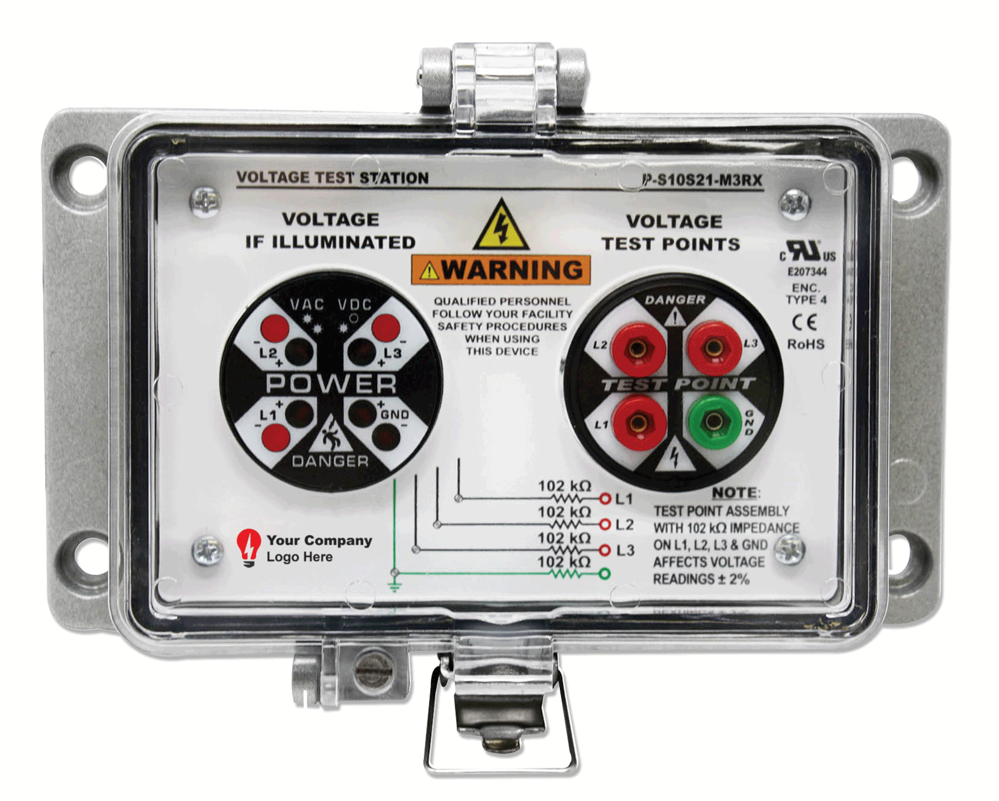 VOLTAGE TEST STATION
P-S10S21-M3RX
VOLTAGE
IF ILLUMINATED
WARNING
QUALIFIED PERSONNEL
FOLLOW YOUR FACILITY
SAFETY PROCEDURES
WHEN USING
THIS DEVICE
VOLTAGE
TEST POINTS
C US
E207344
ENC.
TYPE 4
CE
RoHS
VAC VDC
- L2 +
- L3 +
POWER
+ L1 -
+ GND -
DANGER
DANGER
L2
L3
TEST POINT
L1
GND
102 kΩ L1
102 kΩ L2
102 kΩ L3
102 kΩ
NOTE:
TEST POINT ASSEMBLY
WITH 102 kΩ IMPEDANCE
ON L1, L2, L3 & GND
AFFECTS VOLTAGE
READINGS ± 2%
Your Company
Logo Here